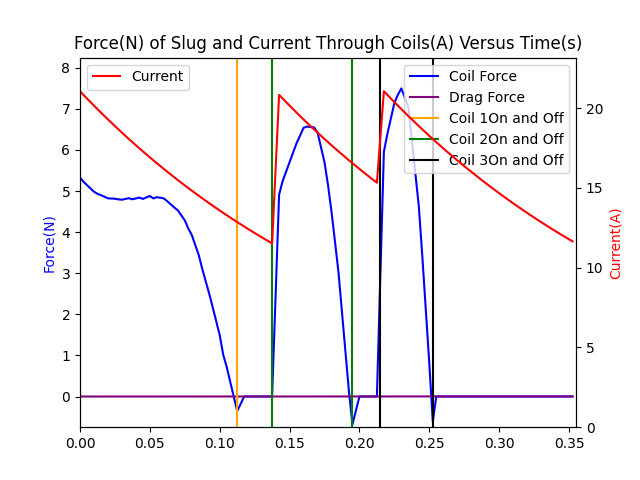 Force(N) of Slug and Current Through Coils(A) Versus Time(s)
Current
Coil Force
Drag Force
Coil 1On and Off
Coil 2On and Off
Coil 3On and Off
Force(N)
8
7
6
5
4
3
2
1
0
Current(A)
20
15
10
5
0
0.00 0.05 0.10 0.15 0.20 0.25 0.30 0.35